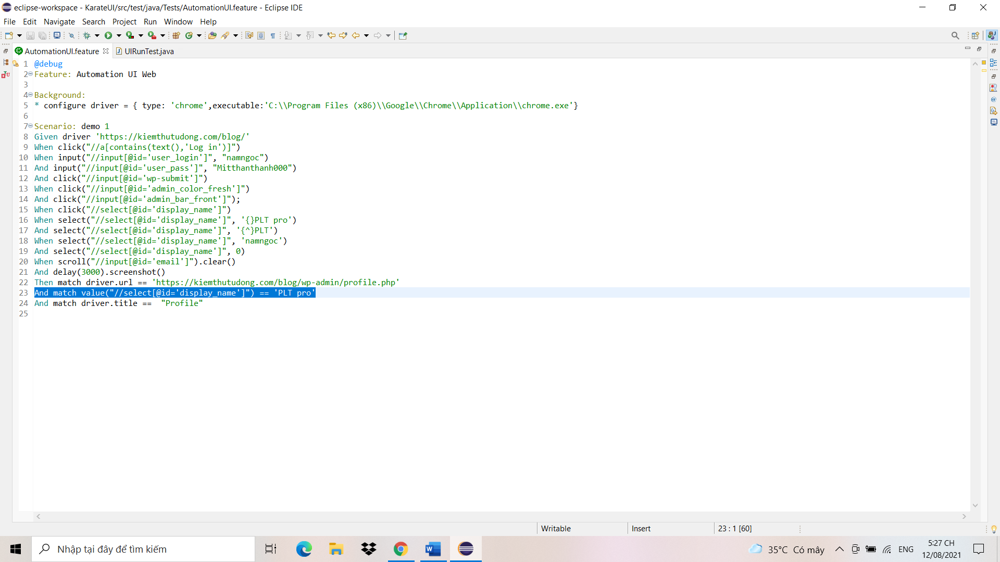 eclipse-workspace - KarateUI/src/test/java/Tests/AutomationUI.feature - Eclipse IDE
File Edit Navigate Search Project Run Window Help
AutomationUI.feature UIRunTest.java
1 @debug
2 Feature: Automation UI Web
3
4 Background:
5 * configure driver = { type: 'chrome',executable:'C:\\Program Files (x86)\\Google\\Chrome\\Application\\chrome.exe'}
6
7 Scenario: demo 1
8 Given driver 'https://kiemthutudong.com/blog/'
9 When click("//a[contains(text(),'Log in')]")
10 When input("//input[@id='user_login']", "namngoc")
11 And input("//input[@id='user_pass']", "Mitthanthanh000")
12 And click("//input[@id='wp-submit']")
13 When click("//input[@id='admin_color_fresh']")
14 And click("//input[@id='admin_bar_front']");
15 When click("//select[@id='display_name']")
16 When select("//select[@id='display_name']", '{}PLT pro')
17 And select("//select[@id='display_name']", '{^}PLT')
18 When select("//select[@id='display_name']", 'namngoc')
19 And select("//select[@id='display_name']", 0)
20 When scroll("//input[@id='email']").clear()
21 And delay(3000).screenshot()
22 Then match driver.url == 'https://kiemthutudong.com/blog/wp-admin/profile.php'
23 And match value("//select[@id='display_name']") == 'PLT pro'
24 And match driver.title ==  "Profile"
25
Writable Insert 23 : 1 [60]
Nhập tại đây để tìm kiếm
35°C Có mây ENG
5:27 CH
12/08/2021